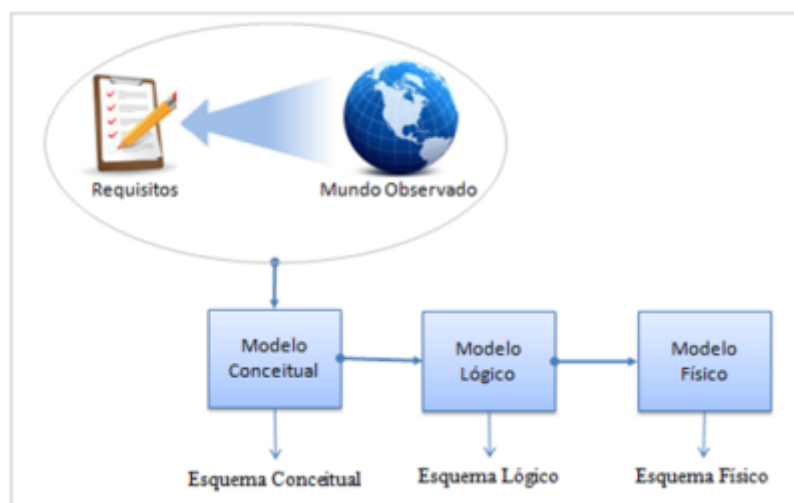 Requisitos
Mundo Observado
Modelo
Conceitual
Modelo
Lógico
Modelo
Físico
Esquema Conceitual
Esquema Lógico
Esquema Físico